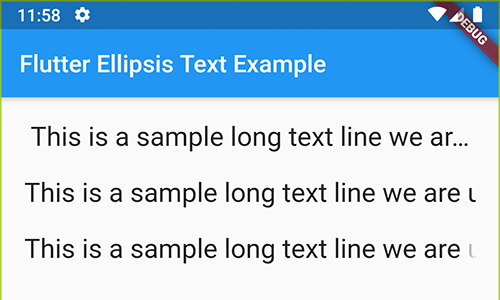 11:58
DEBUG
Flutter Ellipsis Text Example
This is a sample long text line we ar...
This is a sample long text line we are u
This is a sample long text line we are u